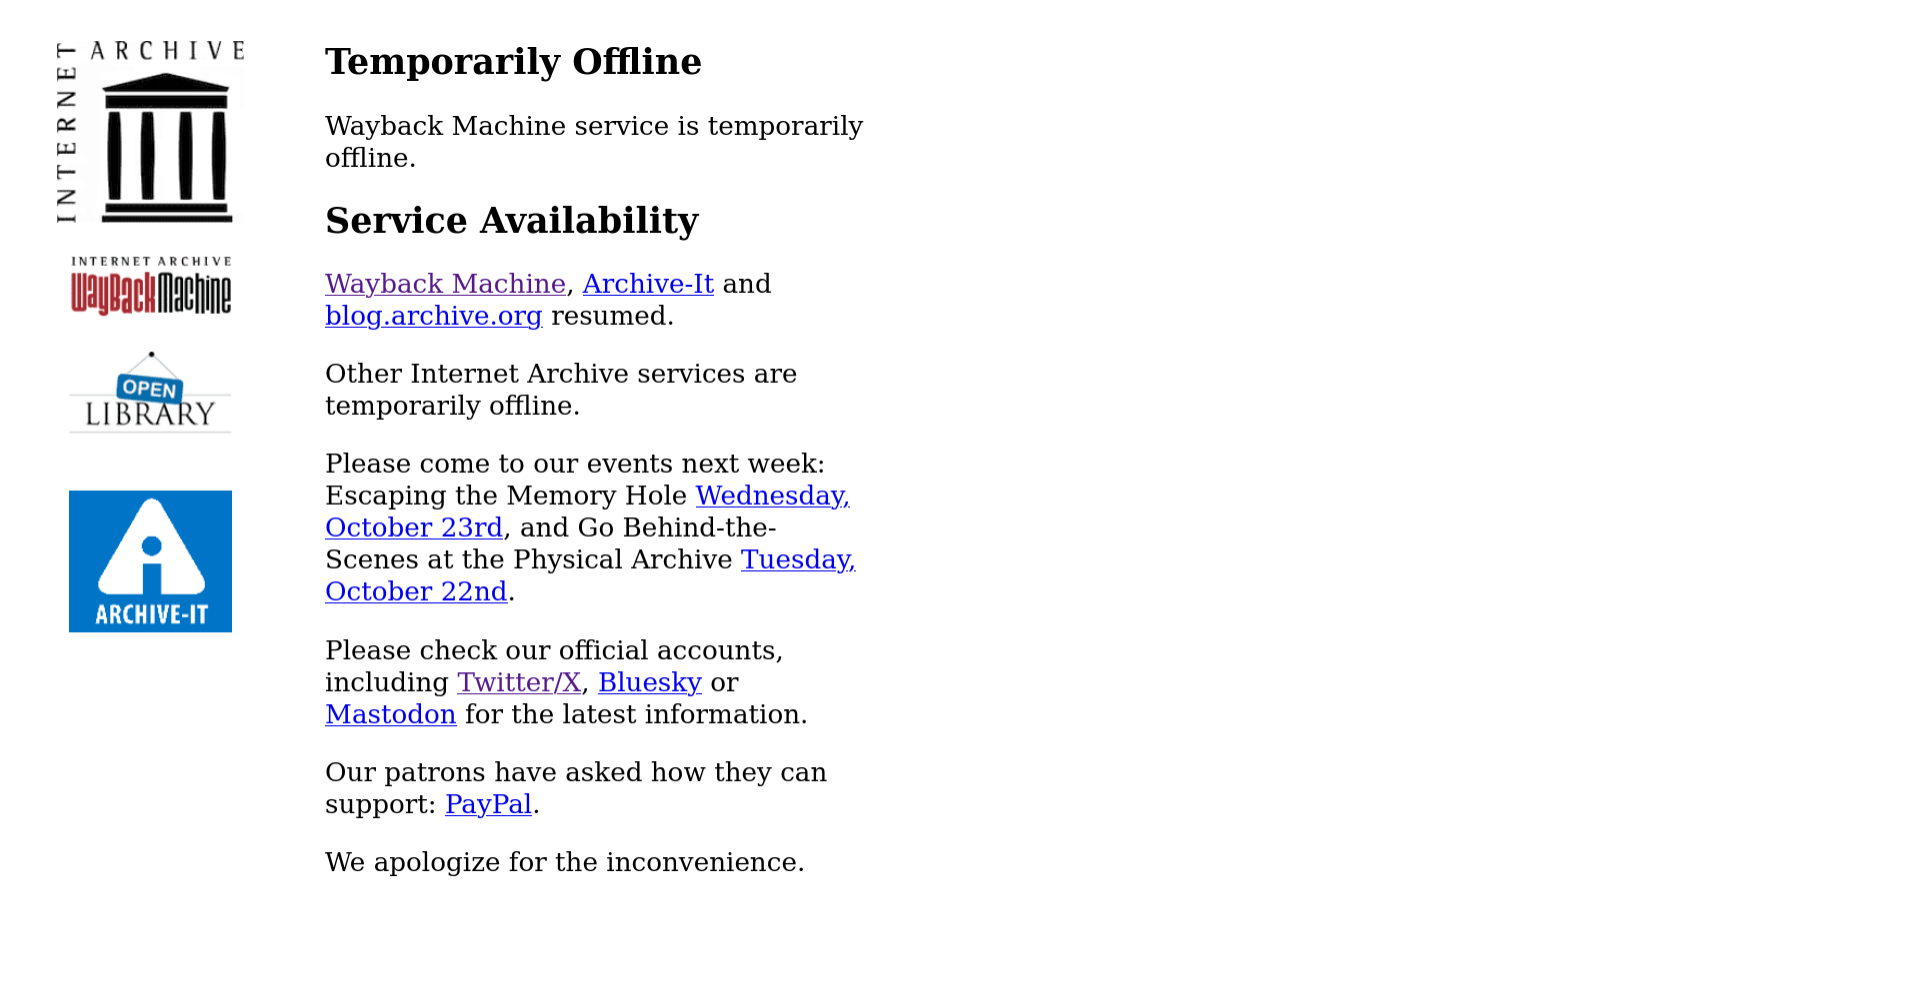 INTERNET ARCHIVE
INTERNET ARCHIVE
WayBackMachine
OPEN
LIBRARY
ARCHIVE-IT
Temporarily Offline
Wayback Machine service is temporarily
offline.
Service Availability
Wayback Machine, Archive-It and
blog.archive.org resumed.
Other Internet Archive services are
temporarily offline.
Please come to our events next week:
Escaping the Memory Hole Wednesday,
October 23rd, and Go Behind-the-
Scenes at the Physical Archive Tuesday,
October 22nd.
Please check our official accounts,
including Twitter/X, Bluesky or
Mastodon for the latest information.
Our patrons have asked how they can
support: PayPal.
We apologize for the inconvenience.